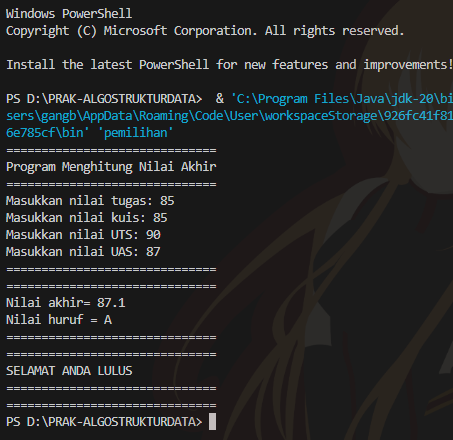 Windows PowerShell
Copyright (C) Microsoft Corporation. All rights reserved.
Install the latest PowerShell for new features and improvements!
PS D:\PRAK-ALGOSTRUKTURDATA>  & 'C:\Program Files\Java\jdk-20\bi
sers\gangb\AppData\Roaming\Code\User\workspaceStorage\926fc41f81
6e785cf\bin' 'pemilihan'
==============================
Program Menghitung Nilai Akhir
==============================
Masukkan nilai tugas: 85
Masukkan nilai kuis: 85
Masukkan nilai UTS: 90
Masukkan nilai UAS: 87
==============================
==============================
Nilai akhir= 87.1
Nilai huruf = A
==============================
==============================
SELAMAT ANDA LULUS
==============================
==============================
PS D:\PRAK-ALGOSTRUKTURDATA>